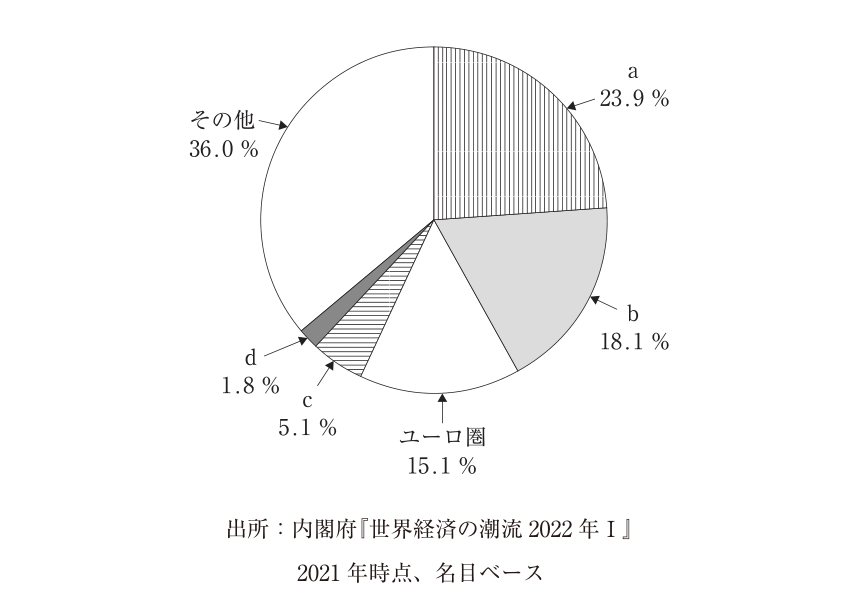 a
23.9 %
その他
36.0 %
b
18.1 %
d
1.8 %
c
5.1 %
ユーロ圏
15.1 %
出所：内閣府『世界経済の潮流 2022 年 Ⅰ』
2021 年時点、名目ベース